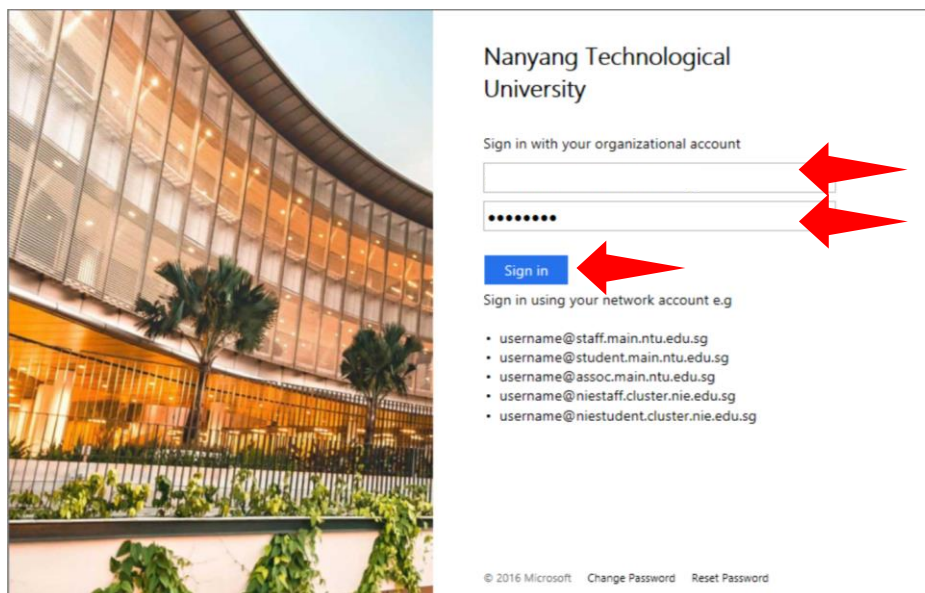 Nanyang Technological
University
Sign in with your organizational account
••••••••
Sign in
Sign in using your network account e.g
• username@staff.main.ntu.edu.sg
• username@student.main.ntu.edu.sg
• username@assoc.main.ntu.edu.sg
• username@niestaff.cluster.nie.edu.sg
• username@niestudent.cluster.nie.edu.sg
© 2016 Microsoft Change Password Reset Password